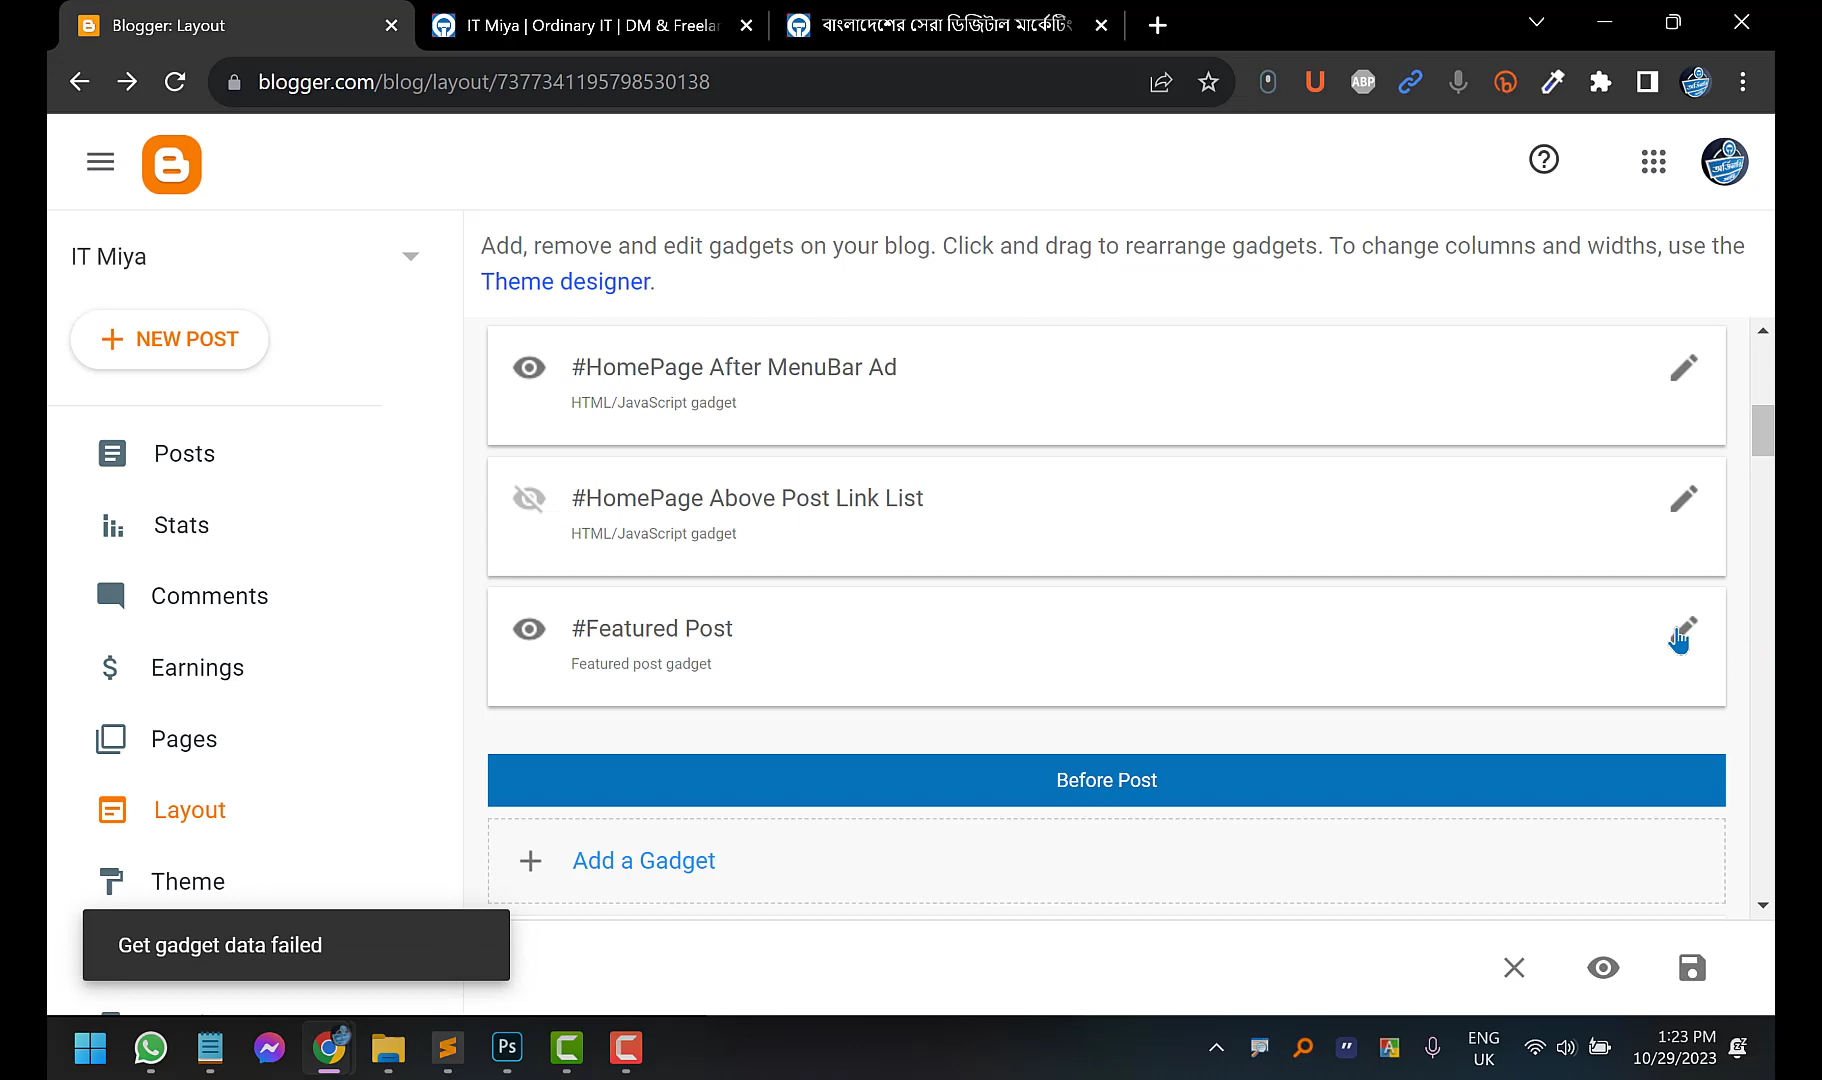 Blogger: Layout
IT Miya | Ordinary IT | DM & Freelan
বাংলাদেশের সেরা ডিজিটাল মার্কেটিং
blogger.com/blog/layout/7377341195798530138
ABP
IT Miya
NEW POST
Posts
Stats
Comments
Earnings
Pages
Layout
Theme
Add, remove and edit gadgets on your blog. Click and drag to rearrange gadgets. To change columns and widths, use the
Theme designer.
#HomePage After MenuBar Ad
HTML/JavaScript gadget
#HomePage Above Post Link List
HTML/JavaScript gadget
#Featured Post
Featured post gadget
Before Post
Add a Gadget
Get gadget data failed
Ps
ENG
UK
1:23 PM
10/29/2023